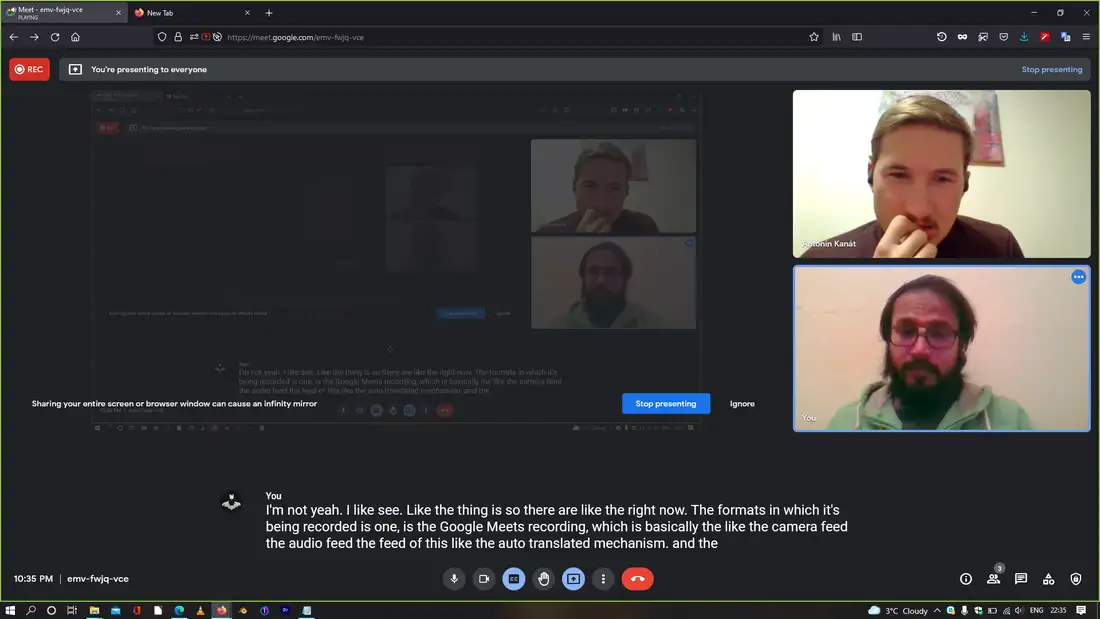 Meet - emv-fwjq-vce
PLAYING
New Tab
https://meet.google.com/emv-fwjq-vce
REC
You're presenting to everyone
Stop presenting
Antonín Kanát
You
Sharing your entire screen or browser window can cause an infinity mirror
Stop presenting
Ignore
You
I'm not yeah. I like see. Like the thing is so there are like the right now. The formats in which it's
being recorded is one, is the Google Meets recording, which is basically the like the camera feed
the audio feed the feed of this like the auto translated mechanism. and the
10:35 PM | emv-fwjq-vce
CC
3
3°C Cloudy
ENG
22:35